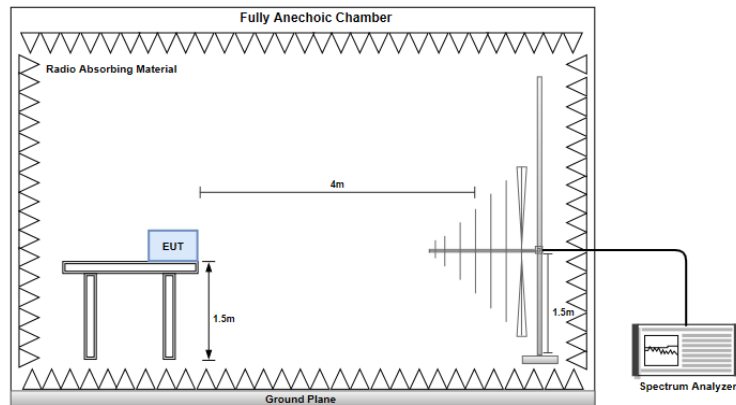 Fully Anechoic Chamber
Radio Absorbing Material
4m
EUT
1.5m
1.5m
Spectrum Analyzer
Ground Plane